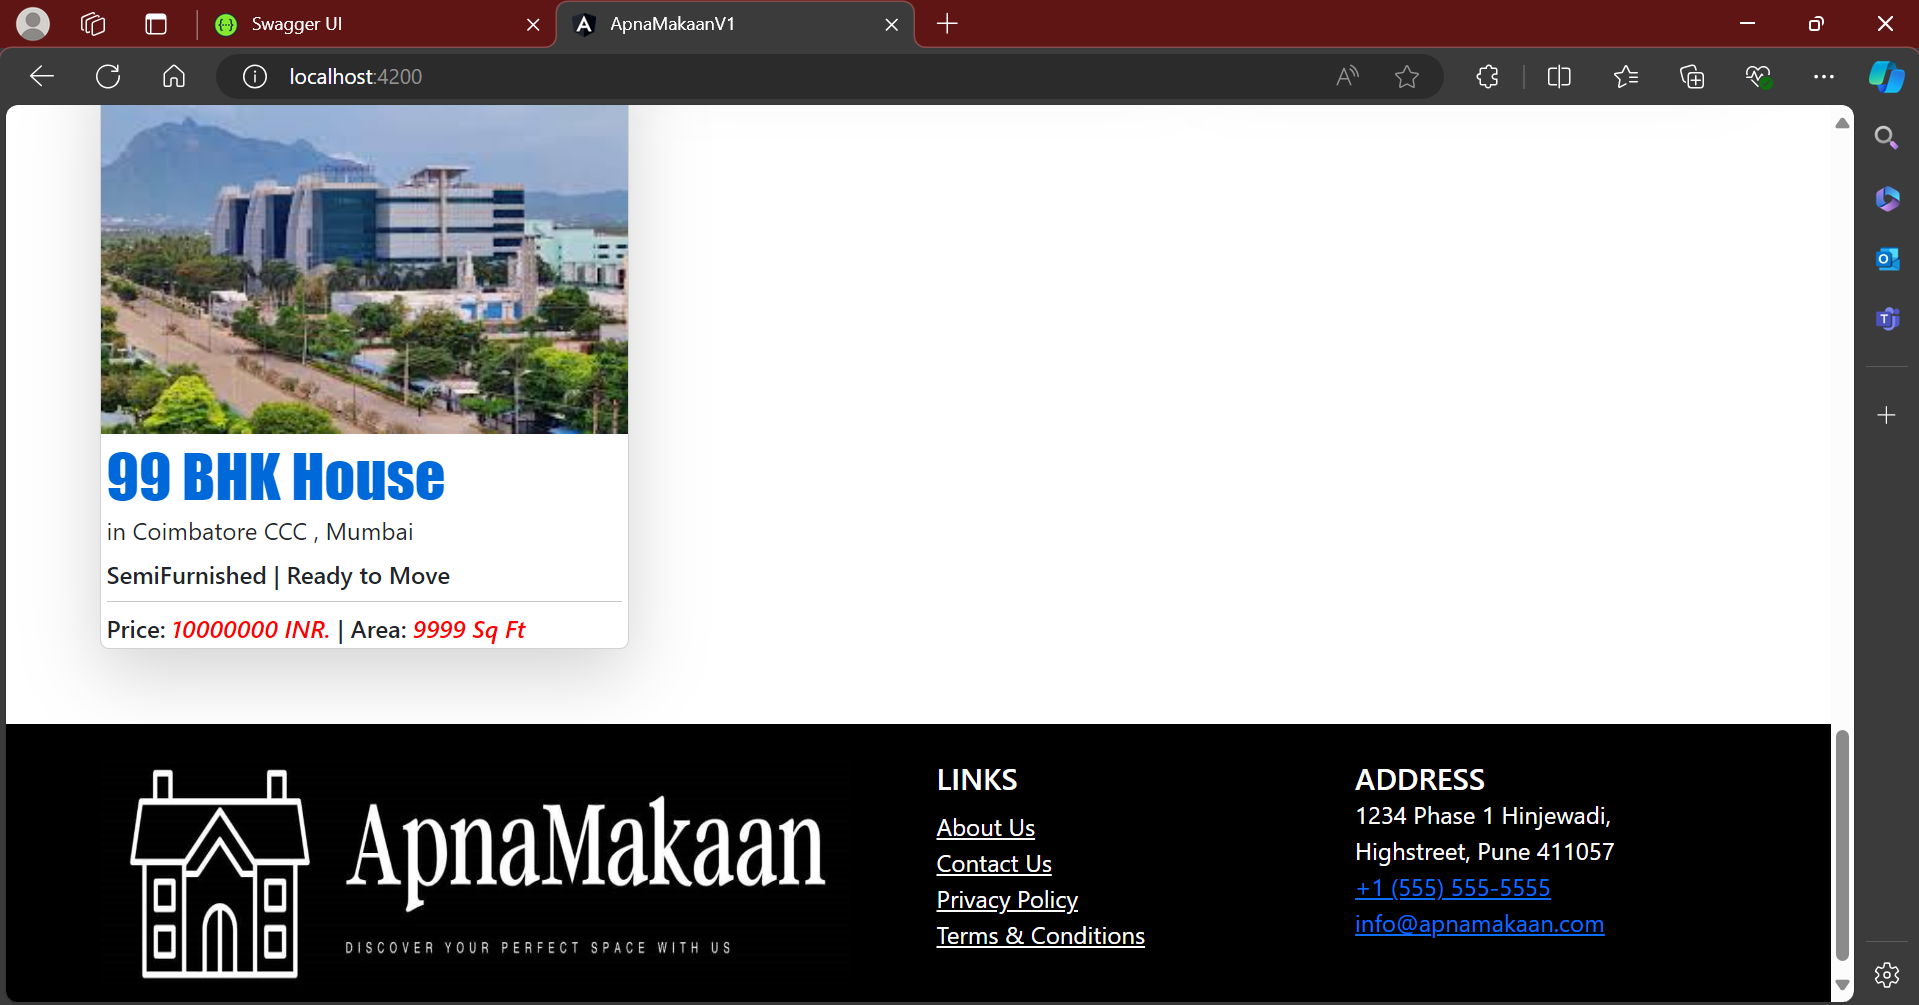 Swagger UI
ApnaMakaanV1
localhost:4200
99 BHK House
in Coimbatore CCC , Mumbai
SemiFurnished | Ready to Move
Price: 10000000 INR. | Area: 9999 Sq Ft
ApnaMakaan
DISCOVER YOUR PERFECT SPACE WITH US
LINKS
About Us
Contact Us
Privacy Policy
Terms & Conditions
ADDRESS
1234 Phase 1 Hinjewadi,
Highstreet, Pune 411057
+1 (555) 555-5555
info@apnamakaan.com